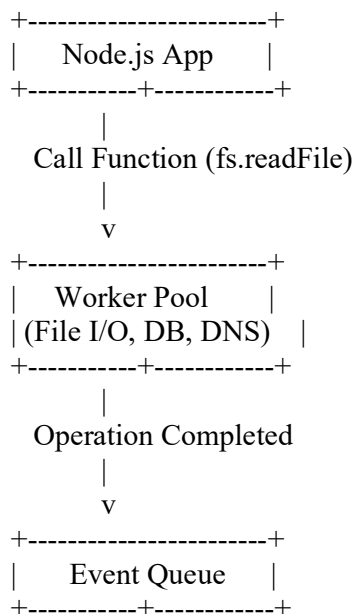 +------------------------+
|     Node.js App      |
+-----------+------------+
|
Call Function (fs.readFile)
|
v
+------------------------+
|    Worker Pool      |
| (File I/O, DB, DNS)   |
+-----------+------------+
|
Operation Completed
|
v
+------------------------+
|     Event Queue     |
+-----------+------------+